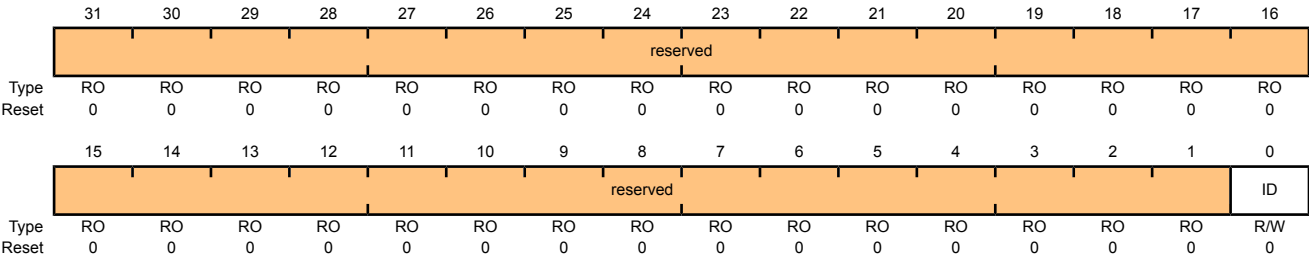 31 30 29 28 27 26 25 24 23 22 21 20 19 18 17 16
reserved
Type RO RO RO RO RO RO RO RO RO RO RO RO RO RO RO RO
Reset 0 0 0 0 0 0 0 0 0 0 0 0 0 0 0 0
15 14 13 12 11 10 9 8 7 6 5 4 3 2 1 0
reserved ID
Type RO RO RO RO RO RO RO RO RO RO RO RO RO RO RO R/W
Reset 0 0 0 0 0 0 0 0 0 0 0 0 0 0 0 0